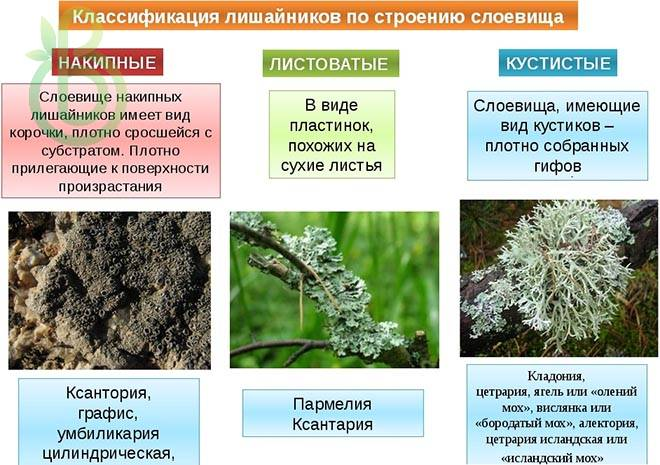 Классификация лишайников по строению слоевища
НАКИПНЫЕ
Слоевище накипных
лишайников имеет вид
корочки, плотно сросшейся с
субстратом. Плотно
прилегающие к поверхности
произрастания
ЛИСТОВАТЫЕ
В виде
пластинок,
похожих на
сухие листья
КУСТИСТЫЕ
Слоевища, имеющие
вид кустиков –
плотно собранных
гифов
Ксантория,
графис,
умбиликария
цилиндрическая,
Пармелия
Ксантария
Кладония,
цетрария, ягель или «олений
мох», вислянка или
«бородатый мох», алектория,
цетрария исландская или
«исландский мох»